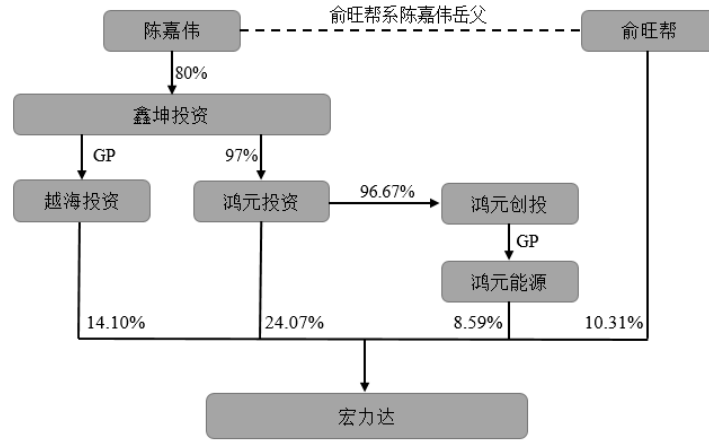 俞旺帮系陈嘉伟岳父
陈嘉伟
俞旺帮
80%
鑫坤投资
GP
97%
越海投资
鸿元投资
96.67%
鸿元创投
GP
鸿元能源
14.10%
24.07%
8.59%
10.31%
宏力达